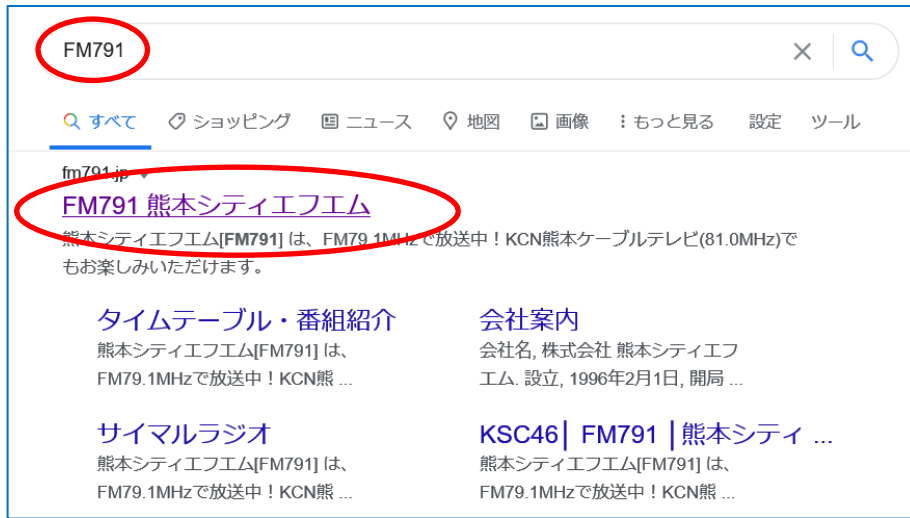 FM791
すべて ショッピング ニュース 地図 画像 もっと見る 設定 ツール
fm791.jp
FM791 熊本シティエフエム
熊本シティエフエム[FM791] は、FM79.1MHzで放送中！KCN熊本ケーブルテレビ(81.0MHz)で
もお楽しみいただけます。
タイムテーブル・番組紹介
熊本シティエフエム[FM791] は、
FM79.1MHzで放送中！KCN熊 ...
会社案内
会社名, 株式会社 熊本シティエフ
エム. 設立, 1996年2月1日, 開局 ...
サイマルラジオ
熊本シティエフエム[FM791] は、
FM79.1MHzで放送中！KCN熊 ...
KSC46│ FM791 │熊本シティ ...
熊本シティエフエム[FM791] は、
FM79.1MHzで放送中！KCN熊 ...